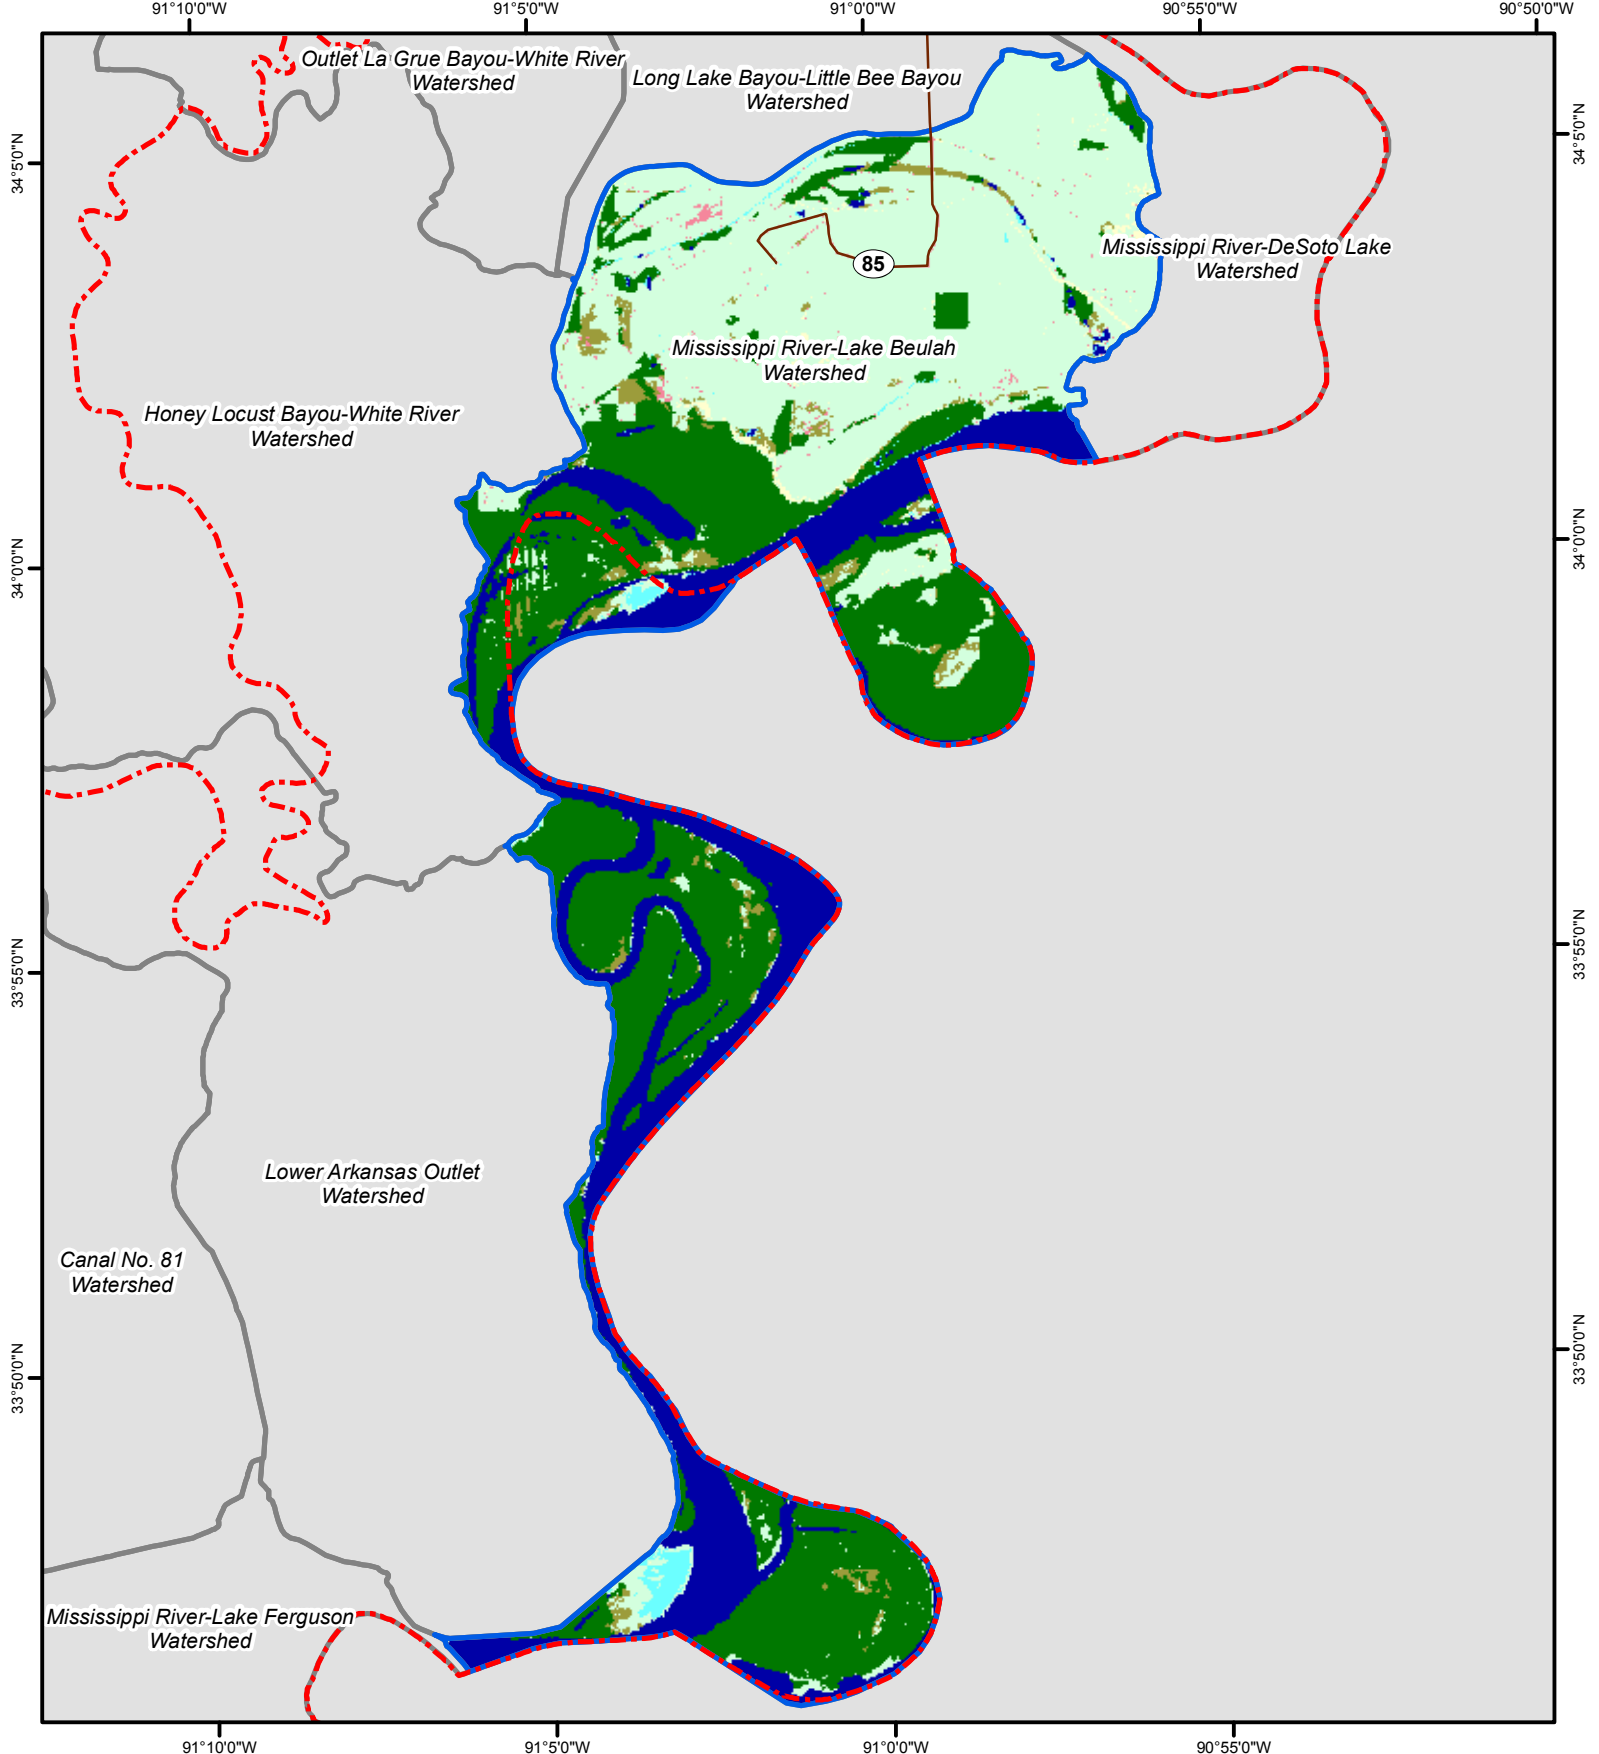 91°10'0"W
91°5'0"W
91°0'0"W
90°55'0"W
90°50'0"W
Outlet La Grue Bayou-White River
Watershed
Long Lake Bayou-Little Bee Bayou
Watershed
34°5'0"N
34°5'0"N
Mississippi River-DeSoto Lake
Watershed
85
Mississippi River-Lake Beulah
Watershed
Honey Locust Bayou-White River
Watershed
34°0'0"N
34°0'0"N
33°55'0"N
33°55'0"N
Lower Arkansas Outlet
Watershed
Canal No. 81
Watershed
33°50'0"N
33°50'0"N
Mississippi River-Lake Ferguson
Watershed
91°10'0"W
91°5'0"W
91°0'0"W
90°55'0"W